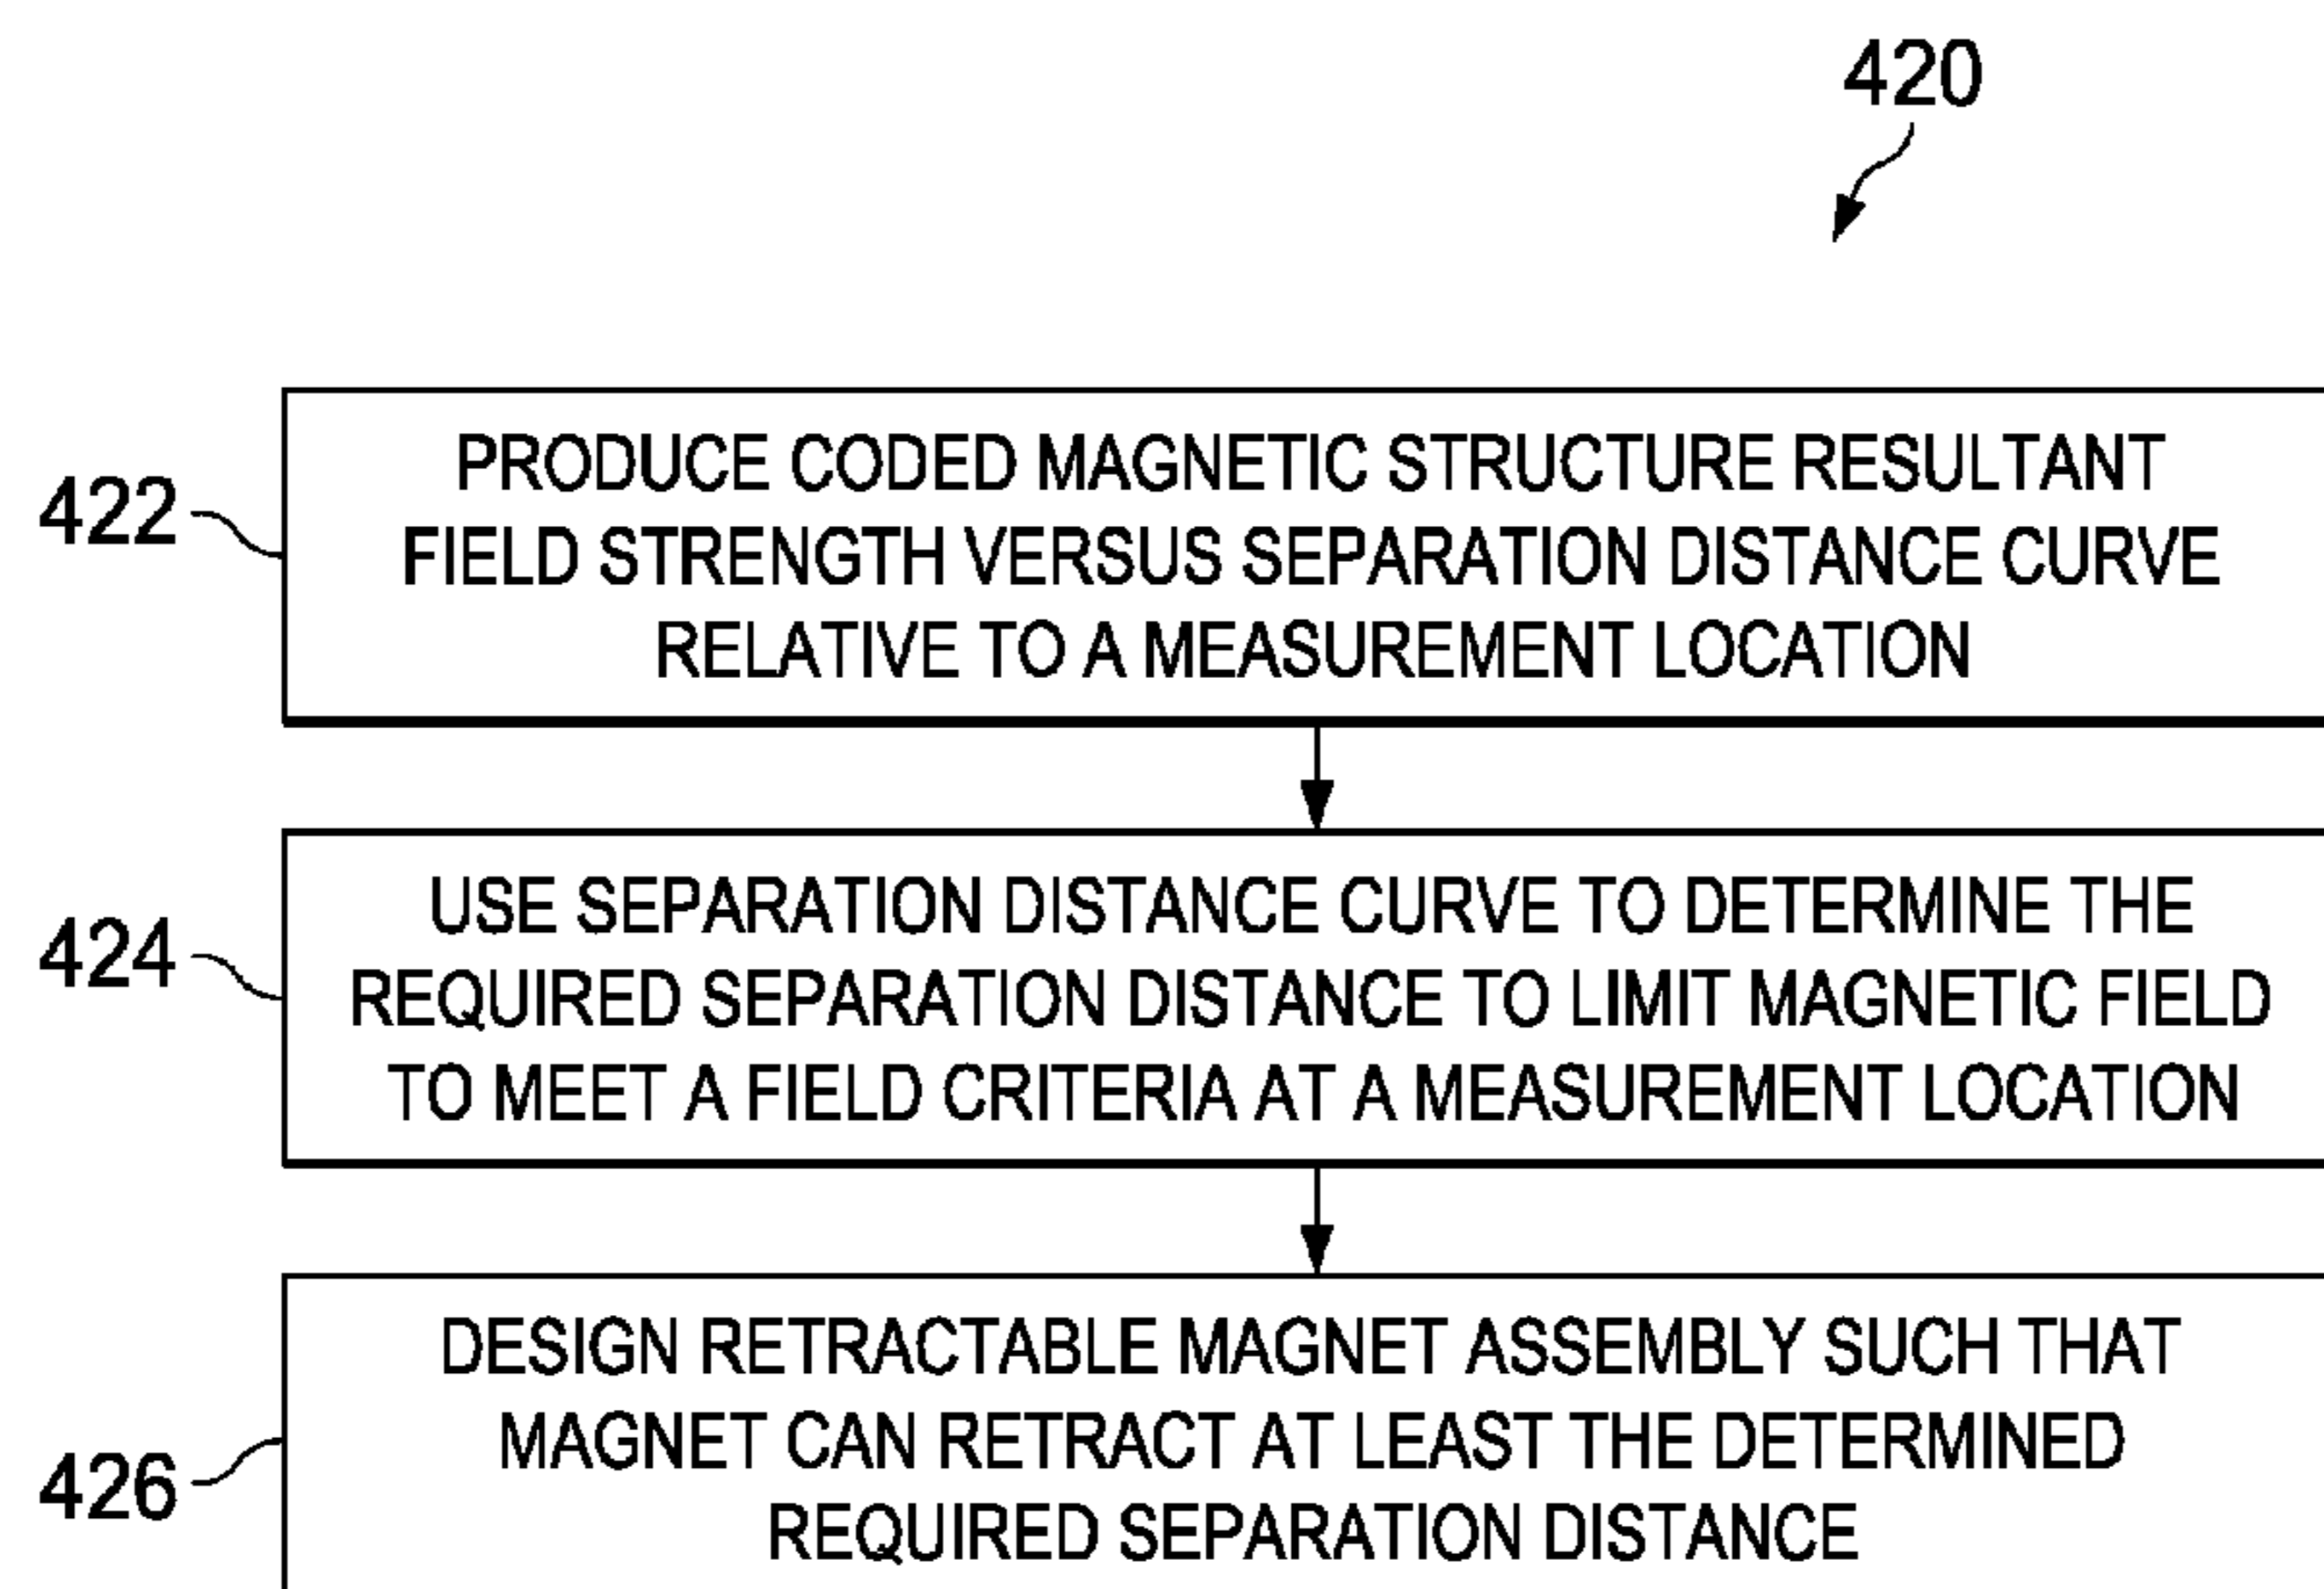 420
422
PRODUCE CODED MAGNETIC STRUCTURE RESULTANT
FIELD STRENGTH VERSUS SEPARATION DISTANCE CURVE
RELATIVE TO A MEASUREMENT LOCATION
424
USE SEPARATION DISTANCE CURVE TO DETERMINE THE
REQUIRED SEPARATION DISTANCE TO LIMIT MAGNETIC FIELD
TO MEET A FIELD CRITERIA AT A MEASUREMENT LOCATION
426
DESIGN RETRACTABLE MAGNET ASSEMBLY SUCH THAT
MAGNET CAN RETRACT AT LEAST THE DETERMINED
REQUIRED SEPARATION DISTANCE